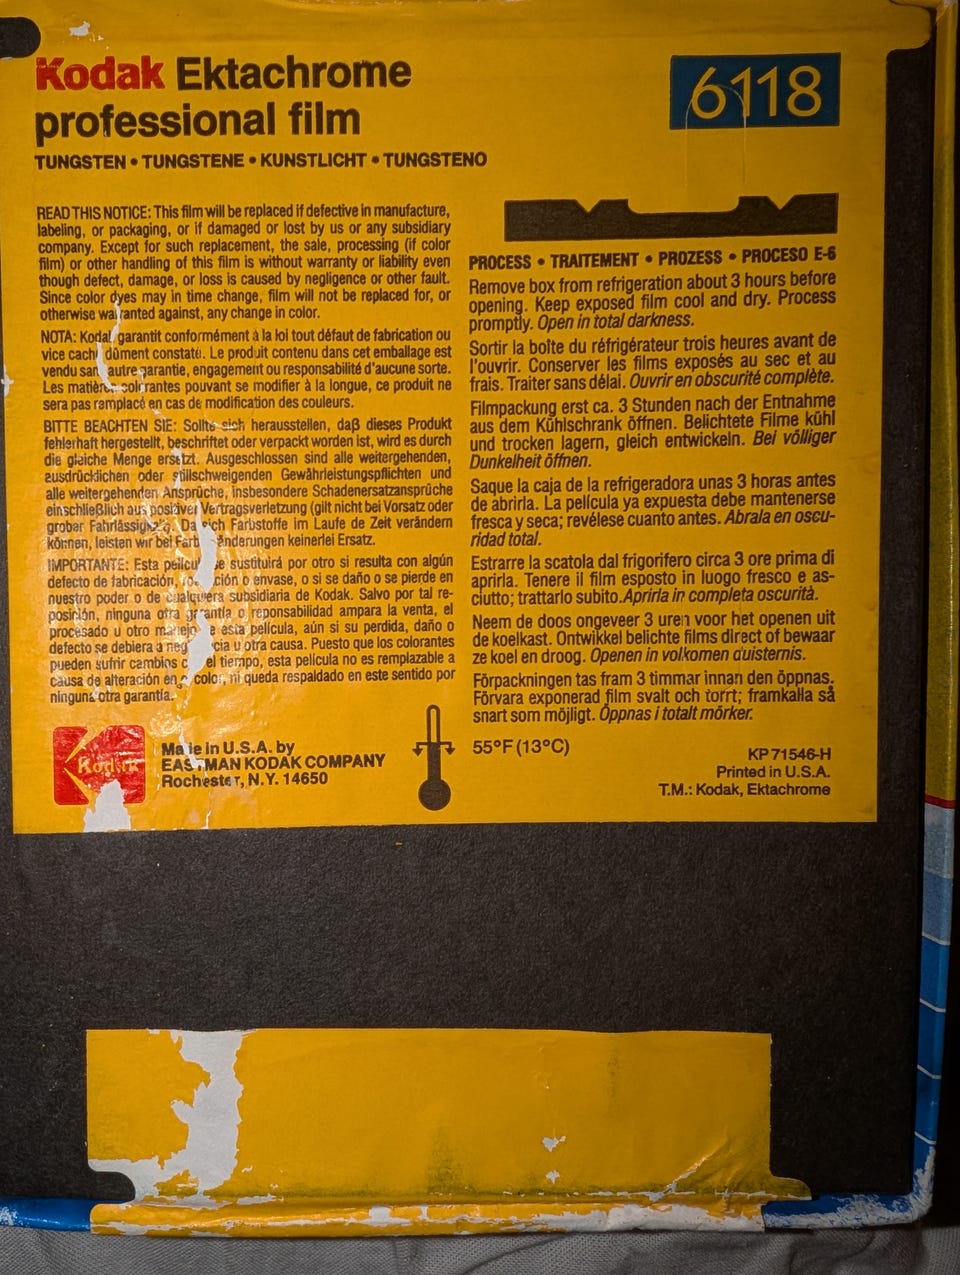 Kodak Ektachrome
professional film
6118
TUNGSTEN • TUNGSTENE • KUNSTLICHT • TUNGSTENO
READ THIS NOTICE: This film will be replaced if defective in manufacture,
labeling, or packaging, or if damaged or lost by us or any subsidiary
company. Except for such replacement, the sale, processing (if color
film) or other handling of this film is without warranty or liability even
though defect, damage, or loss is caused by negligence or other fault.
Since color dyes may in time change, film will not be replaced for, or
otherwise warranted against, any change in color.
NOTA: Kodak garantit conformément à la loi tout défaut de fabrication ou
vice caché dûment constaté. Le produit contenu dans cet emballage est
vendu sans autre garantie, engagement ou responsabilité d'aucune sorte.
Les matières colorantes pouvant se modifier à la longue, ce produit ne
sera pas remplacé en cas de modification des couleurs.
BITTE BEACHTEN SIE: Sollte sich herausstellen, daß dieses Produkt
fehlerhaft hergestellt, beschriftet oder verpackt worden ist, wird es durch
die gleiche Menge ersetzt. Ausgeschlossen sind alle weitergehenden,
ausdrücklichen oder stillschweigenden Gewährleistungspflichten und
alle weitergehenden Ansprüche, insbesondere Schadenersatzansprüche
einschließlich aus positiver Vertragsverletzung (gilt nicht bei Vorsatz oder
grober Fahrlässigkeit). Da sich Farbstoffe im Laufe de Zeit verändern
können, leisten wir bei Farbänderungen keinerlei Ersatz.
IMPORTANTE: Esta película se sustituirá por otro si resulta con algún
defecto de fabricación, rotulación o envase, o si se daño o se pierde en
nuestro poder o de cualquiera subsidiaria de Kodak. Salvo por tal re-
posición, ninguna otra garantía o reponsabilidad ampara la venta, el
procesado u otro manejo de esta película, aún si su perdida, daño o
defecto se debiera a negligencia u otra causa. Puesto que los colorantes
pueden sufrir cambios con el tiempo, esta película no es remplazable a
causa de alteración en color, ni queda respaldado en este sentido por
ninguna otra garantía.
Kodak
Made in U.S.A. by
EASTMAN KODAK COMPANY
Rochester, N.Y. 14650
PROCESS • TRAITEMENT • PROZESS • PROCESO E-6
Remove box from refrigeration about 3 hours before
opening. Keep exposed film cool and dry. Process
promptly. Open in total darkness.
Sortir la boîte du réfrigérateur trois heures avant de
l'ouvrir. Conserver les films exposés au sec et au
frais. Traiter sans délai. Ouvrir en obscurité complète.
Filmpackung erst ca. 3 Stunden nach der Entnahme
aus dem Kühlschrank öffnen. Belichtete Filme kühl
und trocken lagern, gleich entwickeln. Bei völliger
Dunkelheit öffnen.
Saque la caja de la refrigeradora unas 3 horas antes
de abrirla. La película ya expuesta debe mantenerse
fresca y seca; revélese cuanto antes. Abrala en oscu-
ridad total.
Estrarre la scatola dal frigorifero circa 3 ore prima di
aprirla. Tenere il film esposto in luogo fresco e as-
ciutto; trattarlo subito. Aprirla in completa oscurità.
Neem de doos ongeveer 3 uren voor het openen uit
de koelkast. Ontwikkel belichte films direct of bewaar
ze koel en droog. Openen in volkomen duisternis.
Förpackningen tas fram 3 timmar innan den öppnas.
Förvara exponerad film svalt och torrt; framkalla så
snart som möjligt. Öppnas i totalt mörker.
55°F (13°C)
KP 71546-H
Printed in U.S.A.
T.M.: Kodak, Ektachrome